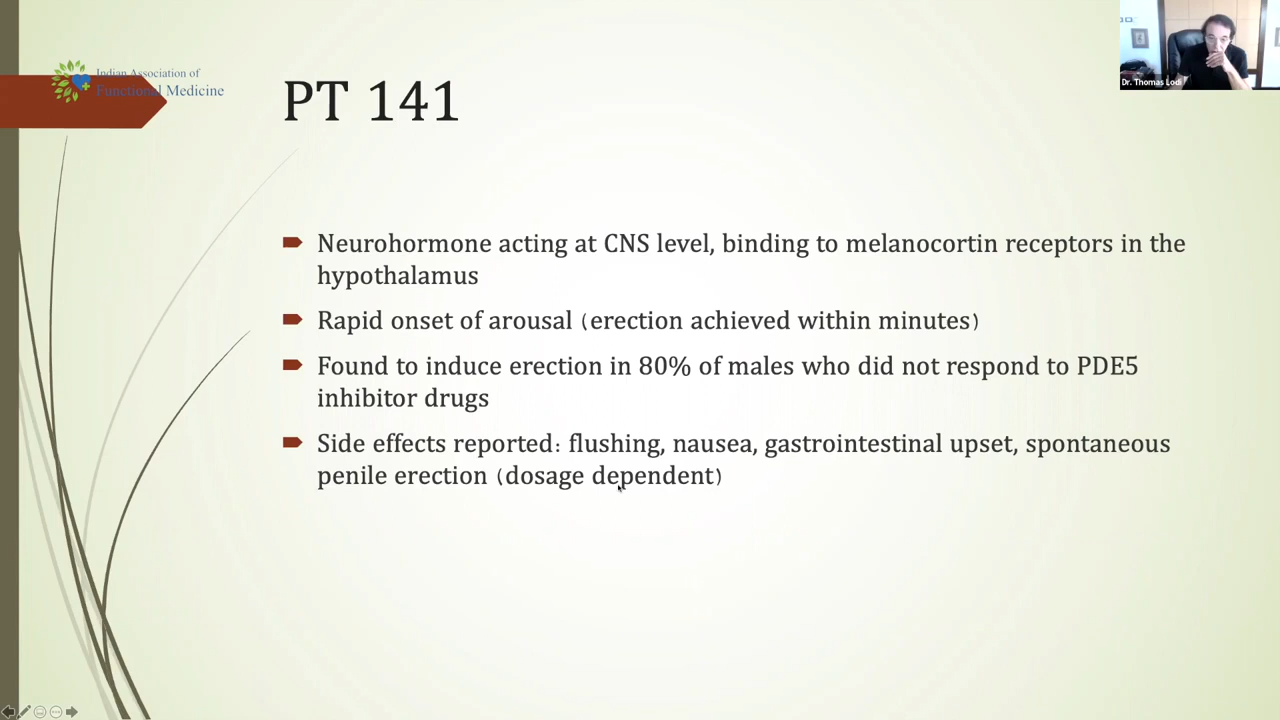 Indian Association of
Functional Medicine
PT 141
Dr. Thomas Lodi
Neurohormone acting at CNS level, binding to melanocortin receptors in the
hypothalamus
Rapid onset of arousal (erection achieved within minutes)
Found to induce erection in 80% of males who did not respond to PDE5
inhibitor drugs
Side effects reported: flushing, nausea, gastrointestinal upset, spontaneous
penile erection (dosage dependent)